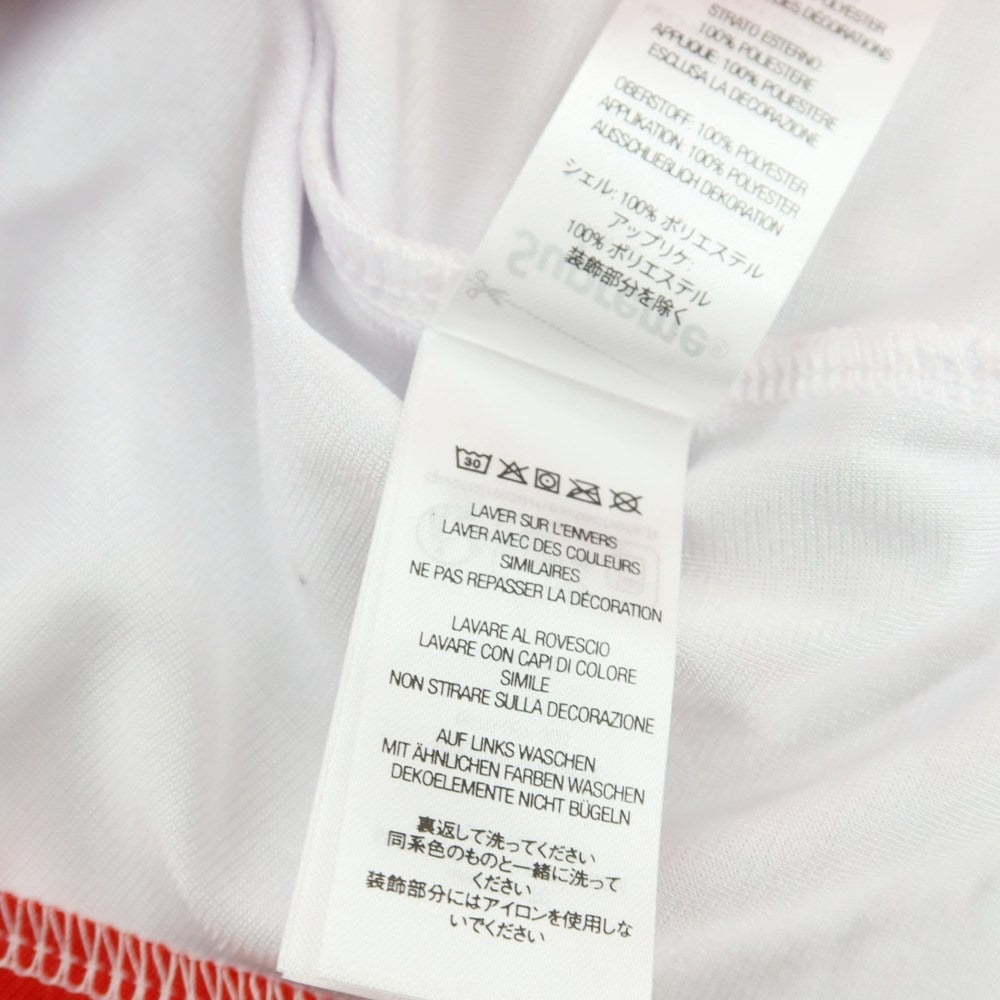 POLYESTER
DES DÉCORATIONS
STRATO ESTERNO
100% POLIESTERE
APPLIQUE: 100% POLIESTERE
ESCLUSA LA DECORAZIONE
OBERSTOFF: 100% POLYESTER
APPLIKATION: 100% POLYESTER
AUSSCHLIEßLICH DEKORATION
シェル: 100% ポリエステル
アップリケ.
100% ポリエステル
装飾部分を除く
Supreme®
30
LAVER SUR L'ENVERS
LAVER AVEC DES COULEURS
SIMILAIRES
NE PAS REPASSER LA DÉCORATION
LAVARE AL ROVESCIO
LAVARE CON CAPI DI COLORE
SIMILE
NON STIRARE SULLA DECORAZIONE
AUF LINKS WASCHEN
MIT ÄHNLICHEN FARBEN WASCHEN
DEKOELEMENTE NICHT BÜGELN
裏返して洗ってください
同系色のものと一緒に洗って
ください
装飾部分にはアイロンを使用しな
いでください